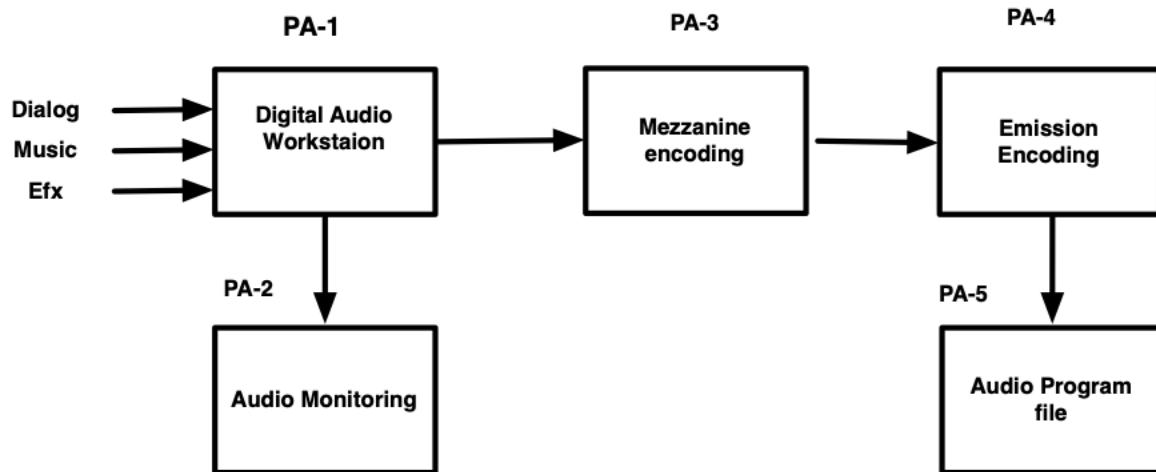 PA-1
PA-3
PA-4
Dialog
Music
Efx
Digital Audio
Workstaion
Mezzanine
encoding
Emission
Encoding
PA-2
PA-5
Audio Monitoring
Audio Program
file